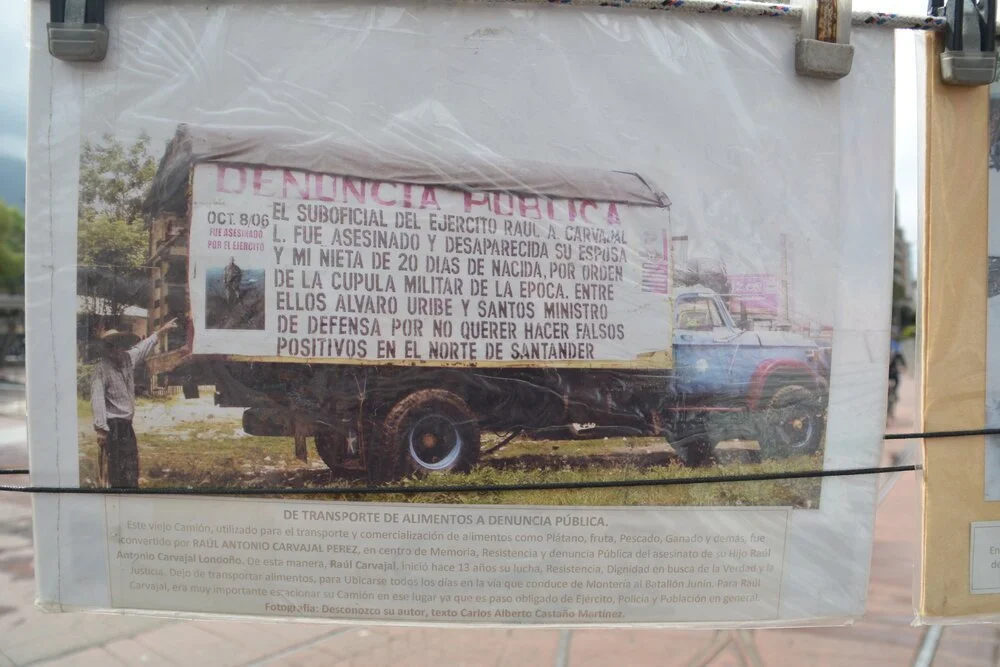 DENUNCIA PUBLICA
OCT. 8/06
FUE ASESINADO
POR EL EJERCITO
EL SUBOFICIAL DEL EJERCITO RAUL A. CARVAJAL
L. FUE ASESINADO Y DESAPARECIDA SU ESPOSA
Y MI NIETA DE 20 DIAS DE NACIDA, POR ORDEN
DE LA CUPULA MILITAR DE LA EPOCA. ENTRE
ELLOS ALVARO URIBE Y SANTOS MINISTRO
DE DEFENSA POR NO QUERER HACER FALSOS
POSITIVOS EN EL NORTE DE SANTANDER
DE TRANSPORTE DE ALIMENTOS A DENUNCIA PÚBLICA.
Este viejo Camión, utilizado para el transporte y comercialización de alimentos como Plátano, fruta, Pescado, Ganado y demás, fue
convertido por RAÚL ANTONIO CARVAJAL PEREZ, en centro de Memoria, Resistencia y denuncia Pública del asesinato de su Hijo Raúl
Antonio Carvajal Londoño. De esta manera, Raúl Carvajal, inició hace 13 años su lucha, Resistencia, Dignidad en busca de la Verdad y la
Justicia. Dejo de transportar alimentos, para Ubicarse todos los días en la vía que conduce de Montería al Batallón Junín. Para Raúl
Carvajal, era muy importante estacionar su Camión en ese lugar ya que es paso obligado de Ejército, Policía y Población en general.
Fotografía: Desconozco su autor, texto Carlos Alberto Castaño Martínez.
En
de